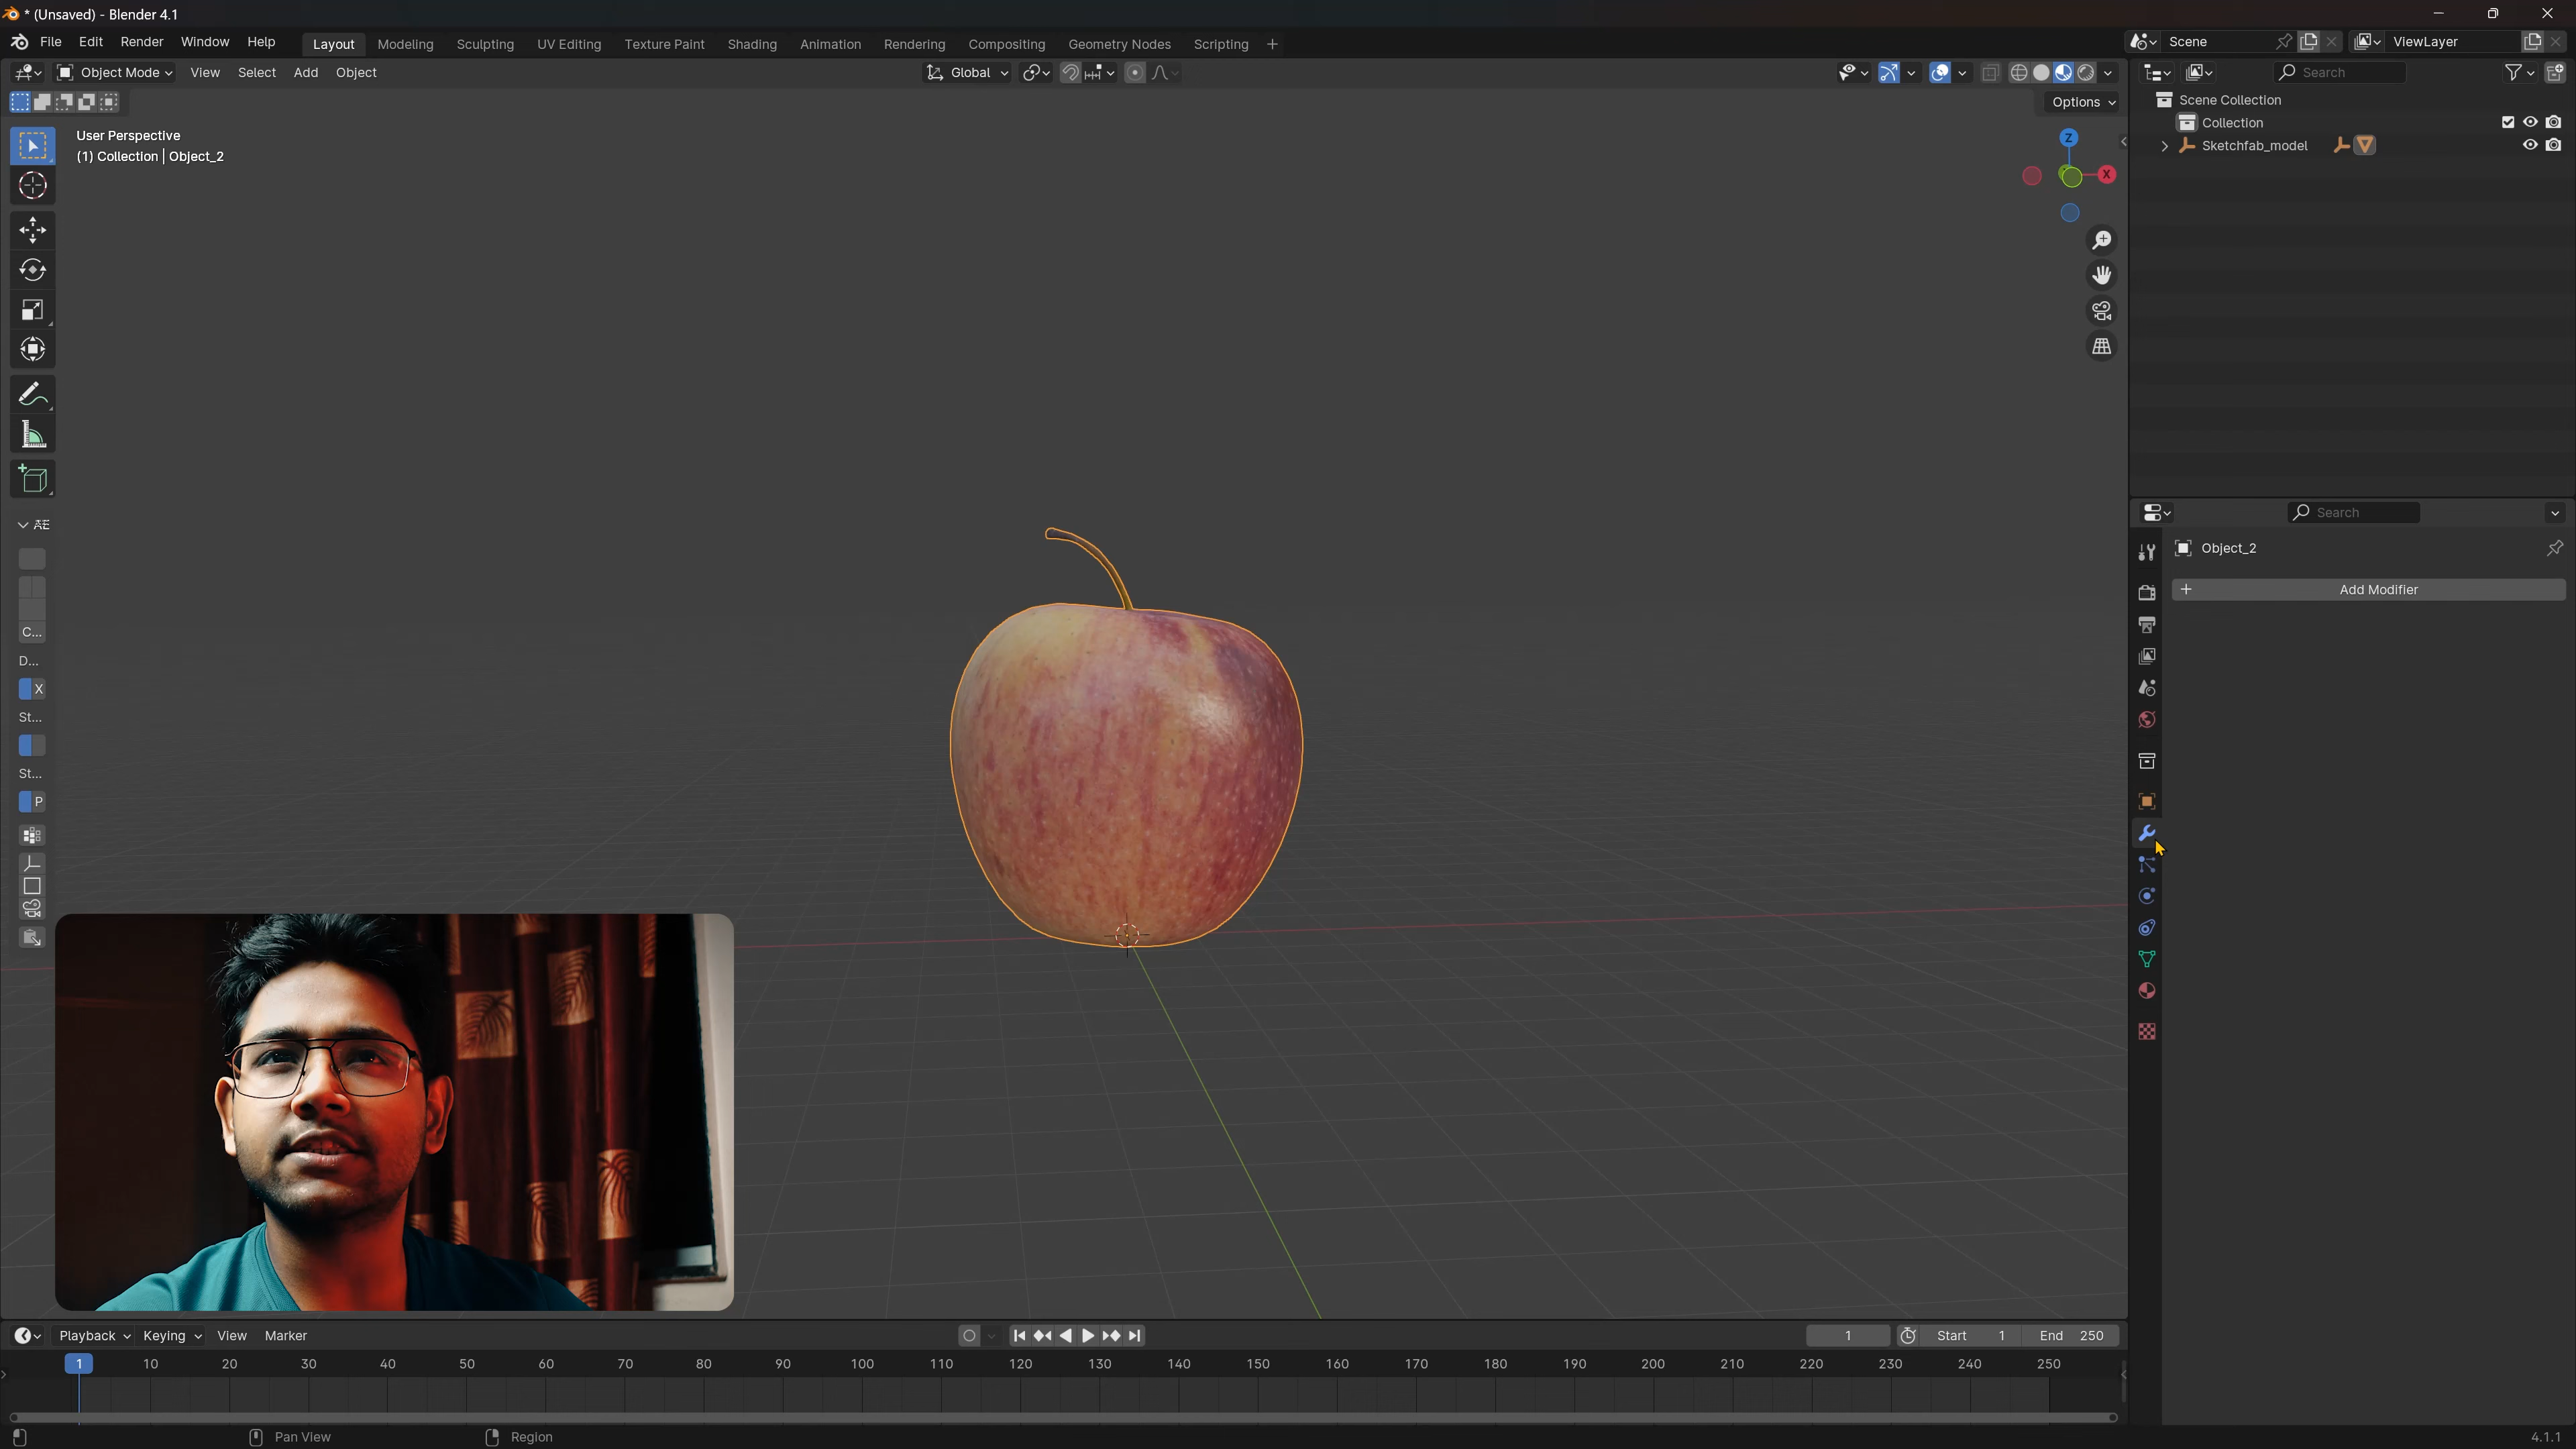 * (Unsaved) - Blender 4.1
File Edit Render Window Help Layout Modeling Sculpting UV Editing Texture Paint Shading Animation Rendering Compositing Geometry Nodes Scripting + Scene ViewLayer
Object Mode View Select Add Object Global Search
Options
User Perspective
(1) Collection | Object_2
Z
X
Scene Collection
Collection
Sketchfab_model
AE
C...
D...
X
St...
St...
P
Search
Object_2
+ Add Modifier
Playback Keying View Marker 1 Start 1 End 250
1 10 20 30 40 50 60 70 80 90 100 110 120 130 140 150 160 170 180 190 200 210 220 230 240 250
Pan View Region 4.1.1